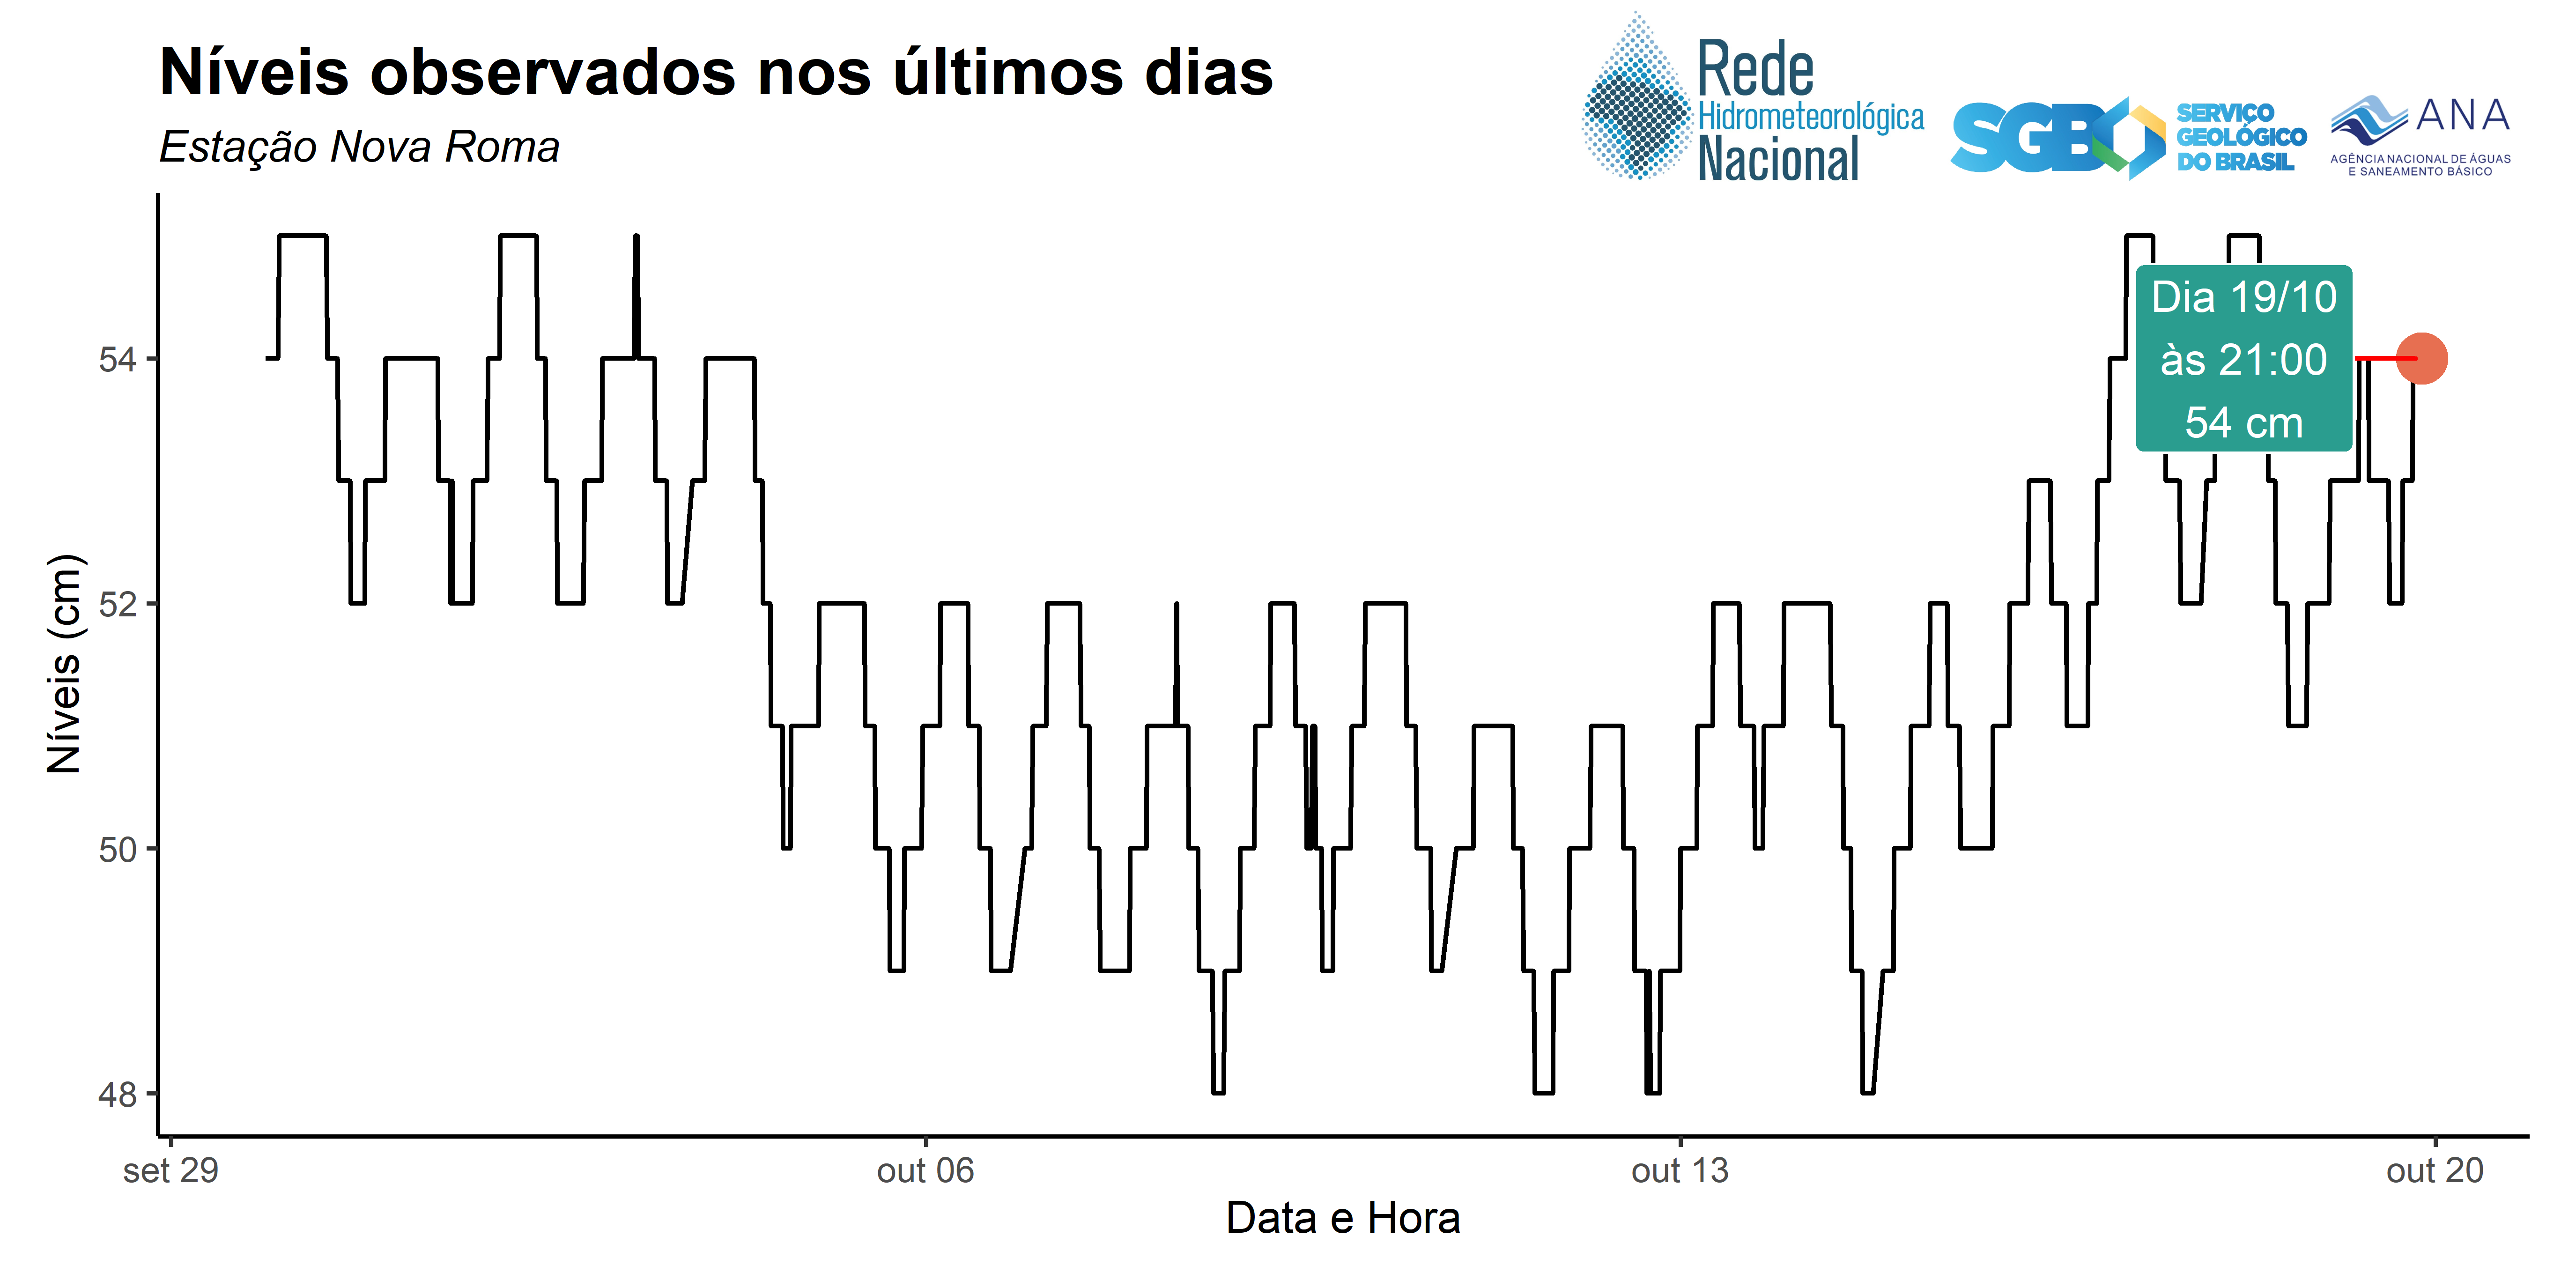 Níveis observados nos últimos dias
Estação Nova Roma
Rede
Hidrometeorológica
Nacional
SGB
SERVIÇO
GEOLÓGICO
DO BRASIL
ANA
AGÊNCIA NACIONAL DE ÁGUAS
E SANEAMENTO BÁSICO
Níveis (cm)
54
52
50
48
Dia 19/10
às 21:00
54 cm
set 29
out 06
out 13
out 20
Data e Hora